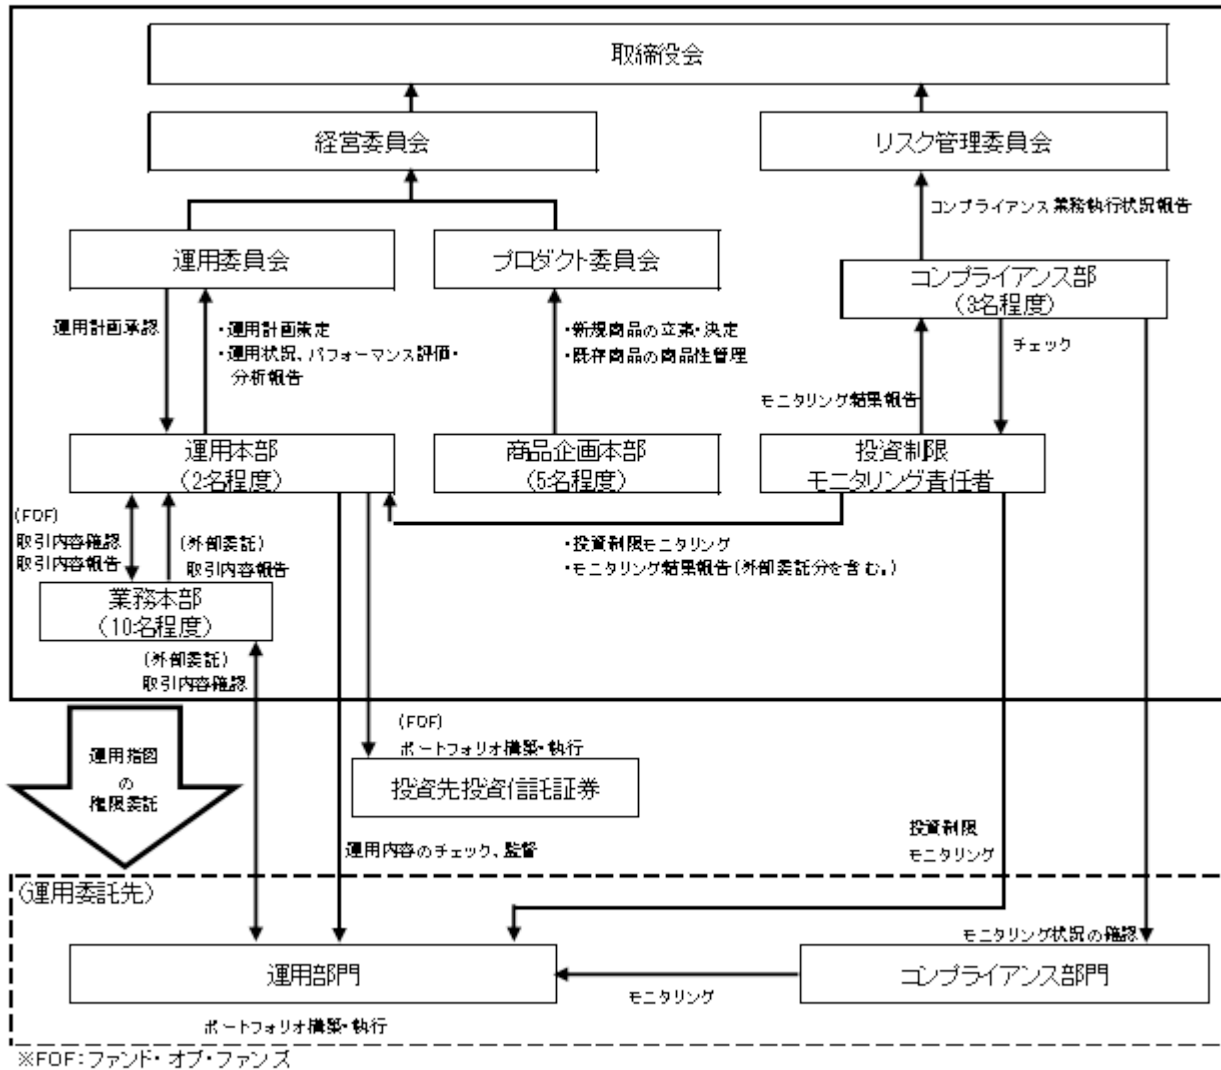 取締役会
経営委員会
リスク管理委員会
コンプライアンス業務執行状況報告
運用委員会
プロダクト委員会
コンプライアンス部
(3名程度)
運用計画承認
・運用計画策定
・運用状況、パフォーマンス評価・
分析報告
・新規商品の立案・決定
・既存商品の商品性管理
チェック
モニタリング結果報告
運用本部
(2名程度)
商品企画本部
(5名程度)
投資制限
モニタリング責任者
(FOF)
取引内容確認
取引内容報告
(外部委託)
取引内容報告
・投資制限モニタリング
・モニタリング結果報告(外部委託分を含む。)
業務本部
(10名程度)
(外部委託)
取引内容確認
運用指図
の
権限委託
(FOF)
ポートフォリオ構築・執行
投資先投資信託証券
運用内容のチェック、監督
投資制限
モニタリング
(運用委託先)
モニタリング状況の確認
運用部門
コンプライアンス部門
モニタリング
ポートフォリオ構築・執行
※FOF:ファンド・オブ・ファンズ